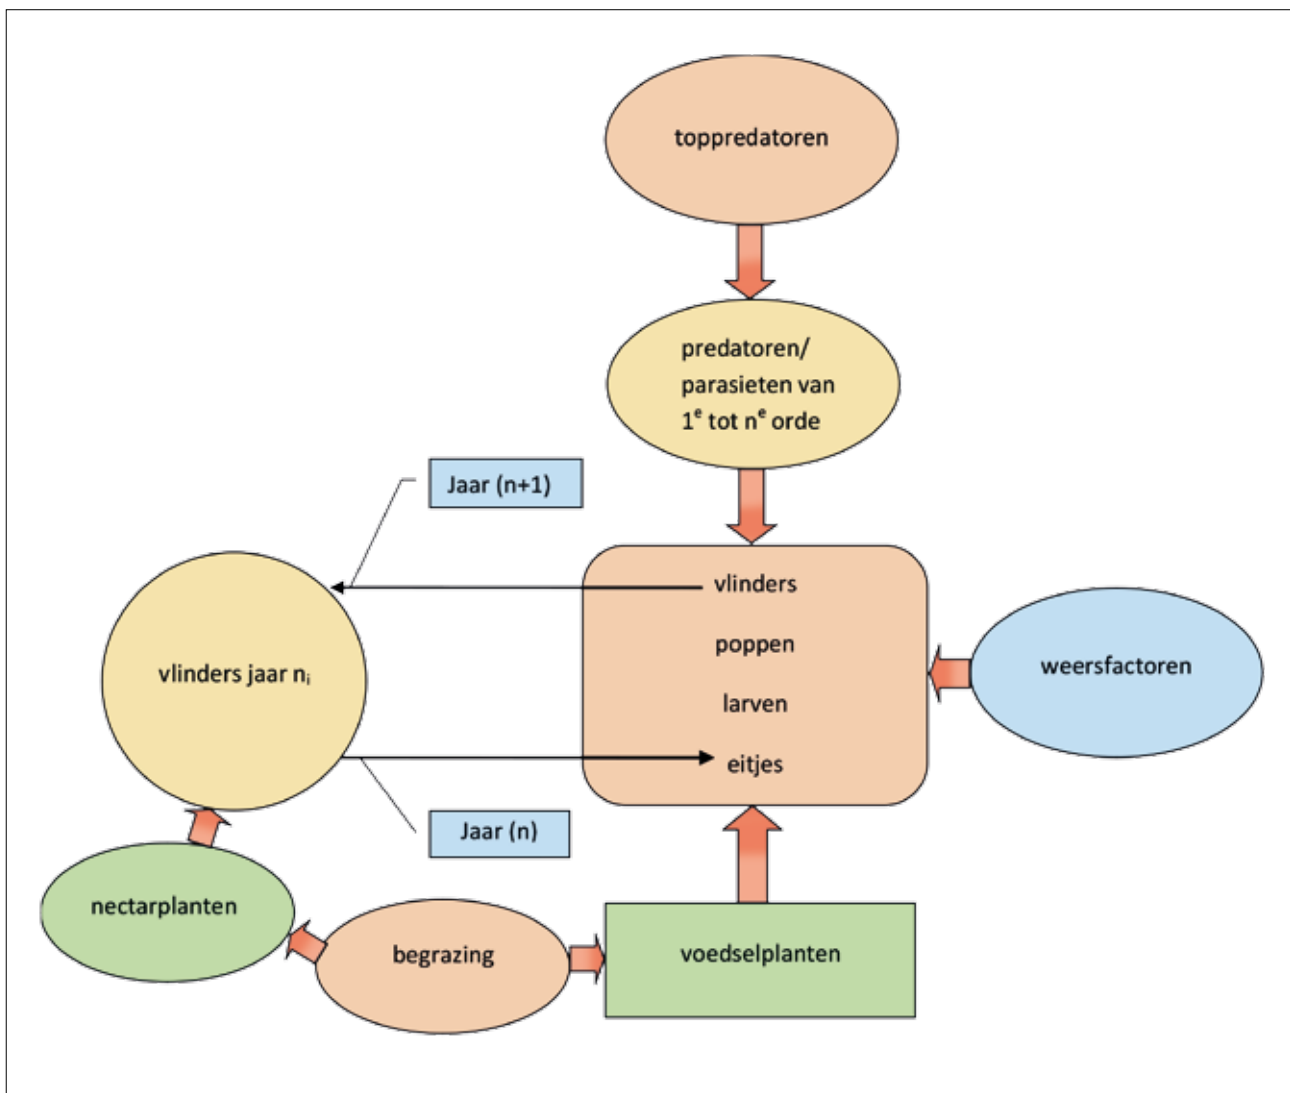 toppredatoren
predatoren/
parasieten van
1ᵉ tot nᵉ orde
Jaar (n+1)
vlinders
poppen
larven
eitjes
vlinders jaar nᵢ
weersfactoren
Jaar (n)
nectarplanten
begrazing
voedselplanten